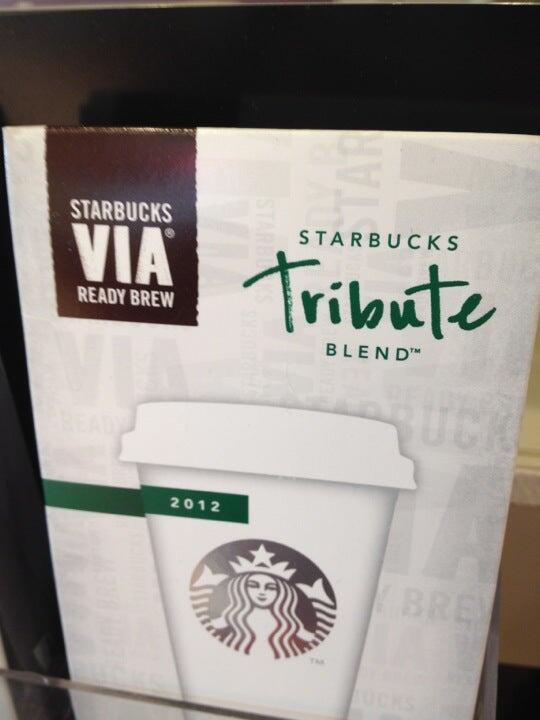 STARBUCKS
VIA®
READY BREW
STARBUCKS
Tribute
BLEND™
2012
TM